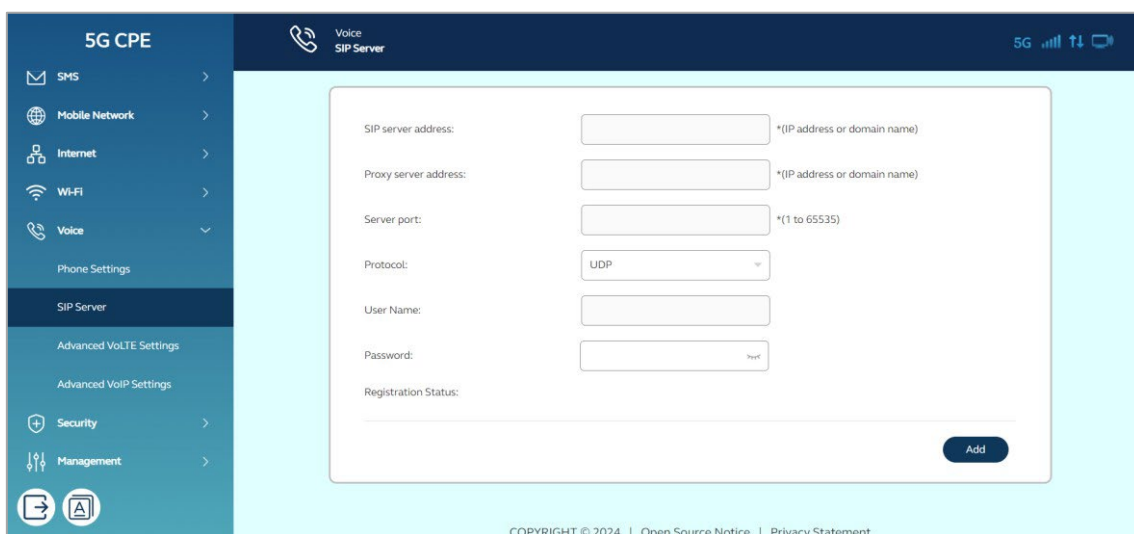 5G CPE
SMS
Mobile Network
Internet
Wi-Fi
Voice
Phone Settings
SIP Server
Advanced VoLTE Settings
Advanced VoIP Settings
Security
Management
A
Voice
SIP Server
5G
SIP server address:
*(IP address or domain name)
Proxy server address:
*(IP address or domain name)
Server port:
*(1 to 65535)
Protocol:
UDP
User Name:
Password:
Registration Status:
Add
COPYRIGHT © 2024 | Open Source Notice | Privacy Statement